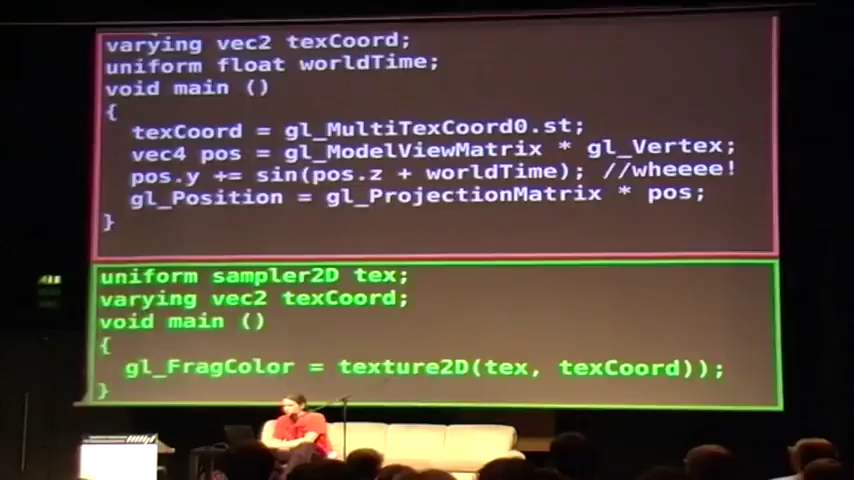 varying vec2 texCoord;
uniform float worldTime;
void main ()
{
texCoord = gl_MultiTexCoord0.st;
vec4 pos = gl_ModelViewMatrix * gl_Vertex;
pos.y += sin(pos.z + worldTime); //wheeee!
gl_Position = gl_ProjectionMatrix * pos;
}
uniform sampler2D tex;
varying vec2 texCoord;
void main ()
{
gl_FragColor = texture2D(tex, texCoord));
}